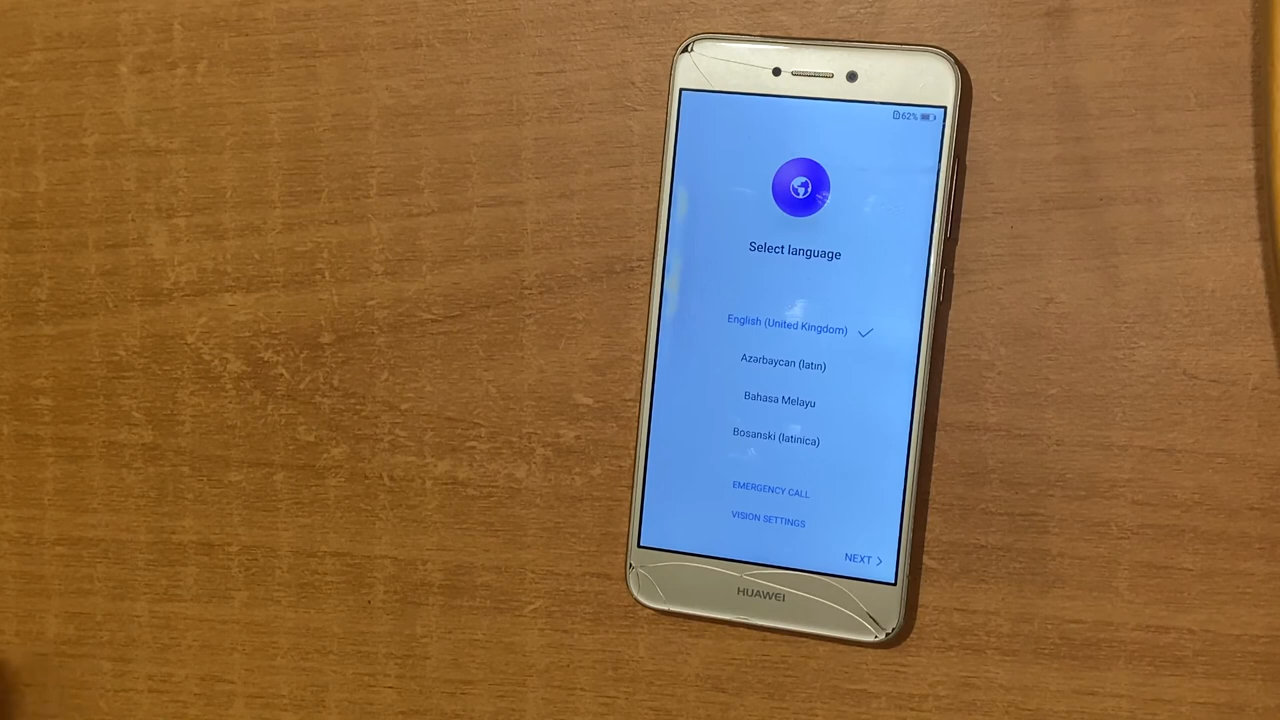 62%
Select language
English (United Kingdom)
Azərbaycan (latın)
Bahasa Melayu
Bosanski (latinica)
EMERGENCY CALL
VISION SETTINGS
NEXT
HUAWEI